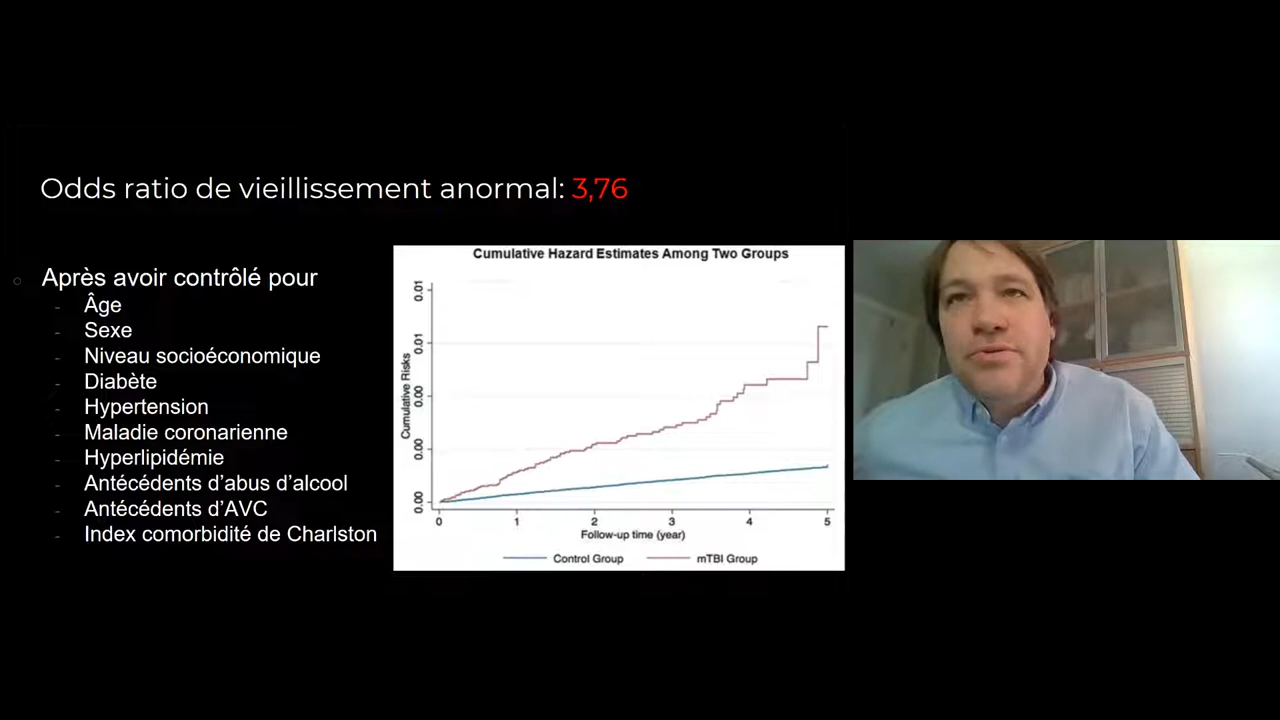 Odds ratio de vieillissement anormal: 3,76
Après avoir contrôlé pour
- Âge
- Sexe
- Niveau socioéconomique
- Diabète
- Hypertension
- Maladie coronarienne
- Hyperlipidémie
- Antécédents d'abus d'alcool
- Antécédents d'AVC
- Index comorbidité de Charlston
Cumulative Hazard Estimates Among Two Groups
Cumulative Risks
0.01
0.01
0.00
0.00
0.00
0 1 2 3 4 5
Follow-up time (year)
Control Group mTBI Group